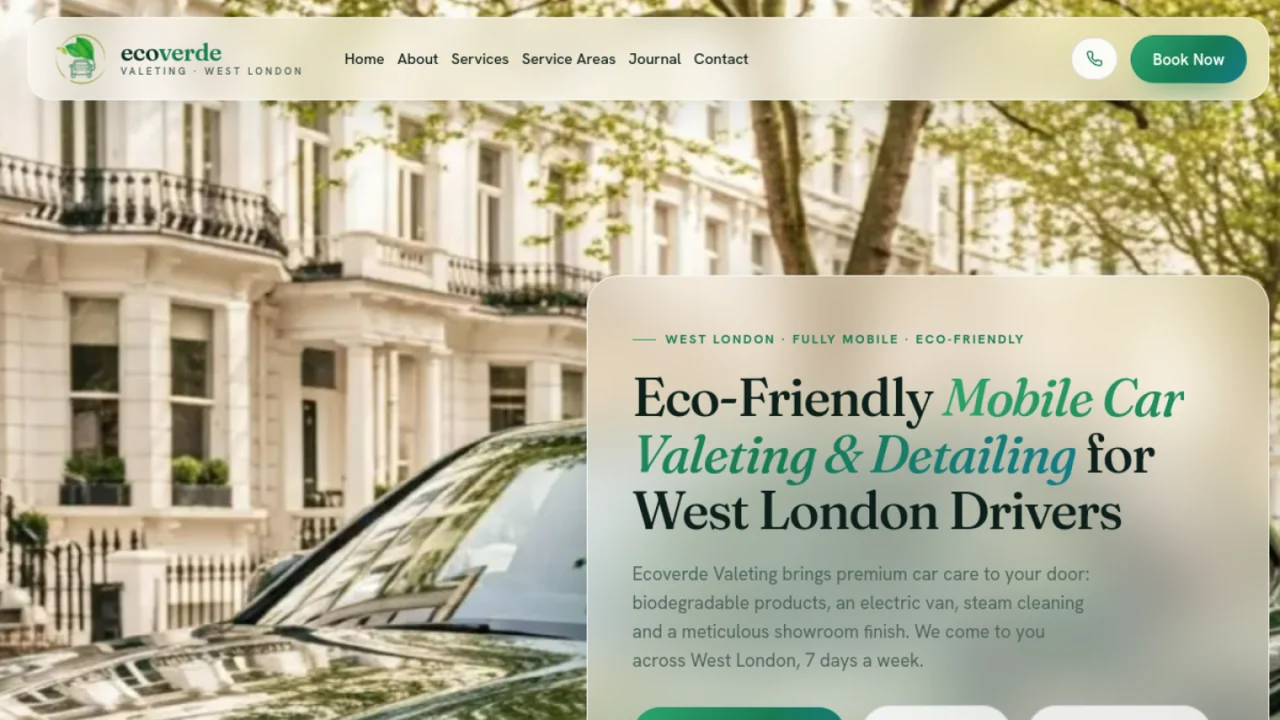 ecoverde
VALETING · WEST LONDON
Home About Services Service Areas Journal Contact
Book Now
WEST LONDON · FULLY MOBILE · ECO-FRIENDLY
Eco-Friendly Mobile Car
Valeting & Detailing for
West London Drivers
Ecoverde Valeting brings premium car care to your door:
biodegradable products, an electric van, steam cleaning
and a meticulous showroom finish. We come to you
across West London, 7 days a week.